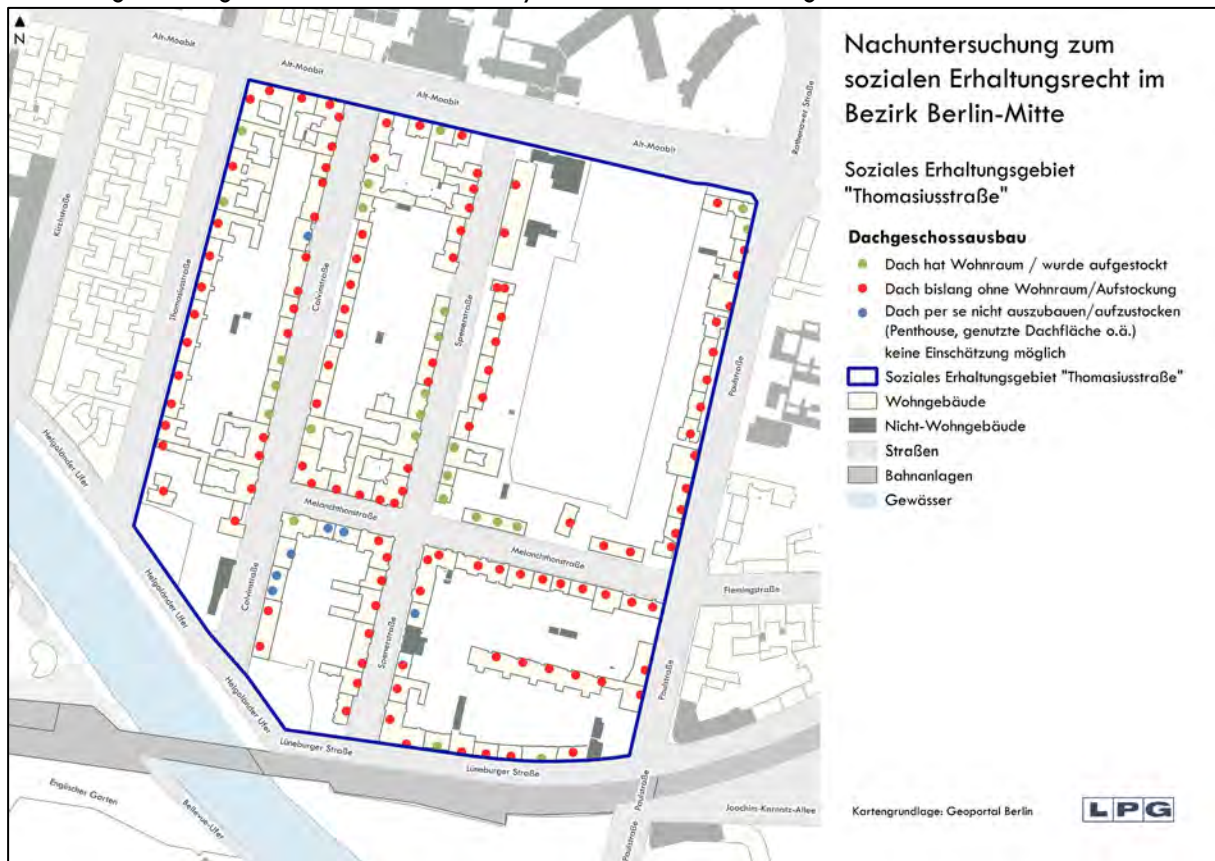 N
Alt-Moabit
Alt-Moabit
Alt-Moabit
Alt-Moabit
Rathenower Straße
Kirchstraße
Thomasiusstraße
Calvinstraße
Spenerstraße
Paulstraße
Helgoländer Ufer
Melanchthonstraße
Melanchthonstraße
Flemingstraße
Helgoländer Ufer
Calvinstraße
Spenerstraße
Paulstraße
Helgoländer Ufer
Lüneburger Straße
Lüneburger Straße
Englischer Garten
Bellevue-Ufer
Paulstraße
Paulstraße
Joachim-Karnatz-Allee
Nachuntersuchung zum
sozialen Erhaltungsrecht im
Bezirk Berlin-Mitte
Soziales Erhaltungsgebiet
"Thomasiusstraße"
Dachgeschossausbau
Dach hat Wohnraum / wurde aufgestockt
Dach bislang ohne Wohnraum/Aufstockung
Dach per se nicht auszubauen/aufzustocken
(Penthouse, genutzte Dachfläche o.ä.)
keine Einschätzung möglich
Soziales Erhaltungsgebiet "Thomasiusstraße"
Wohngebäude
Nicht-Wohngebäude
Straßen
Bahnanlagen
Gewässer
Kartengrundlage: Geoportal Berlin
LPG